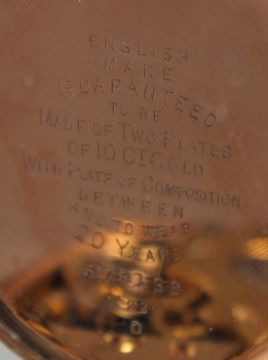 ENGLISH
MAKE
GUARANTEED
TO BE
MADE OF TWO PLATES
OF 10 CT GOLD
WITH PLATE OF COMPOSITION
BETWEEN
AND TO WEAR
20 YEARS